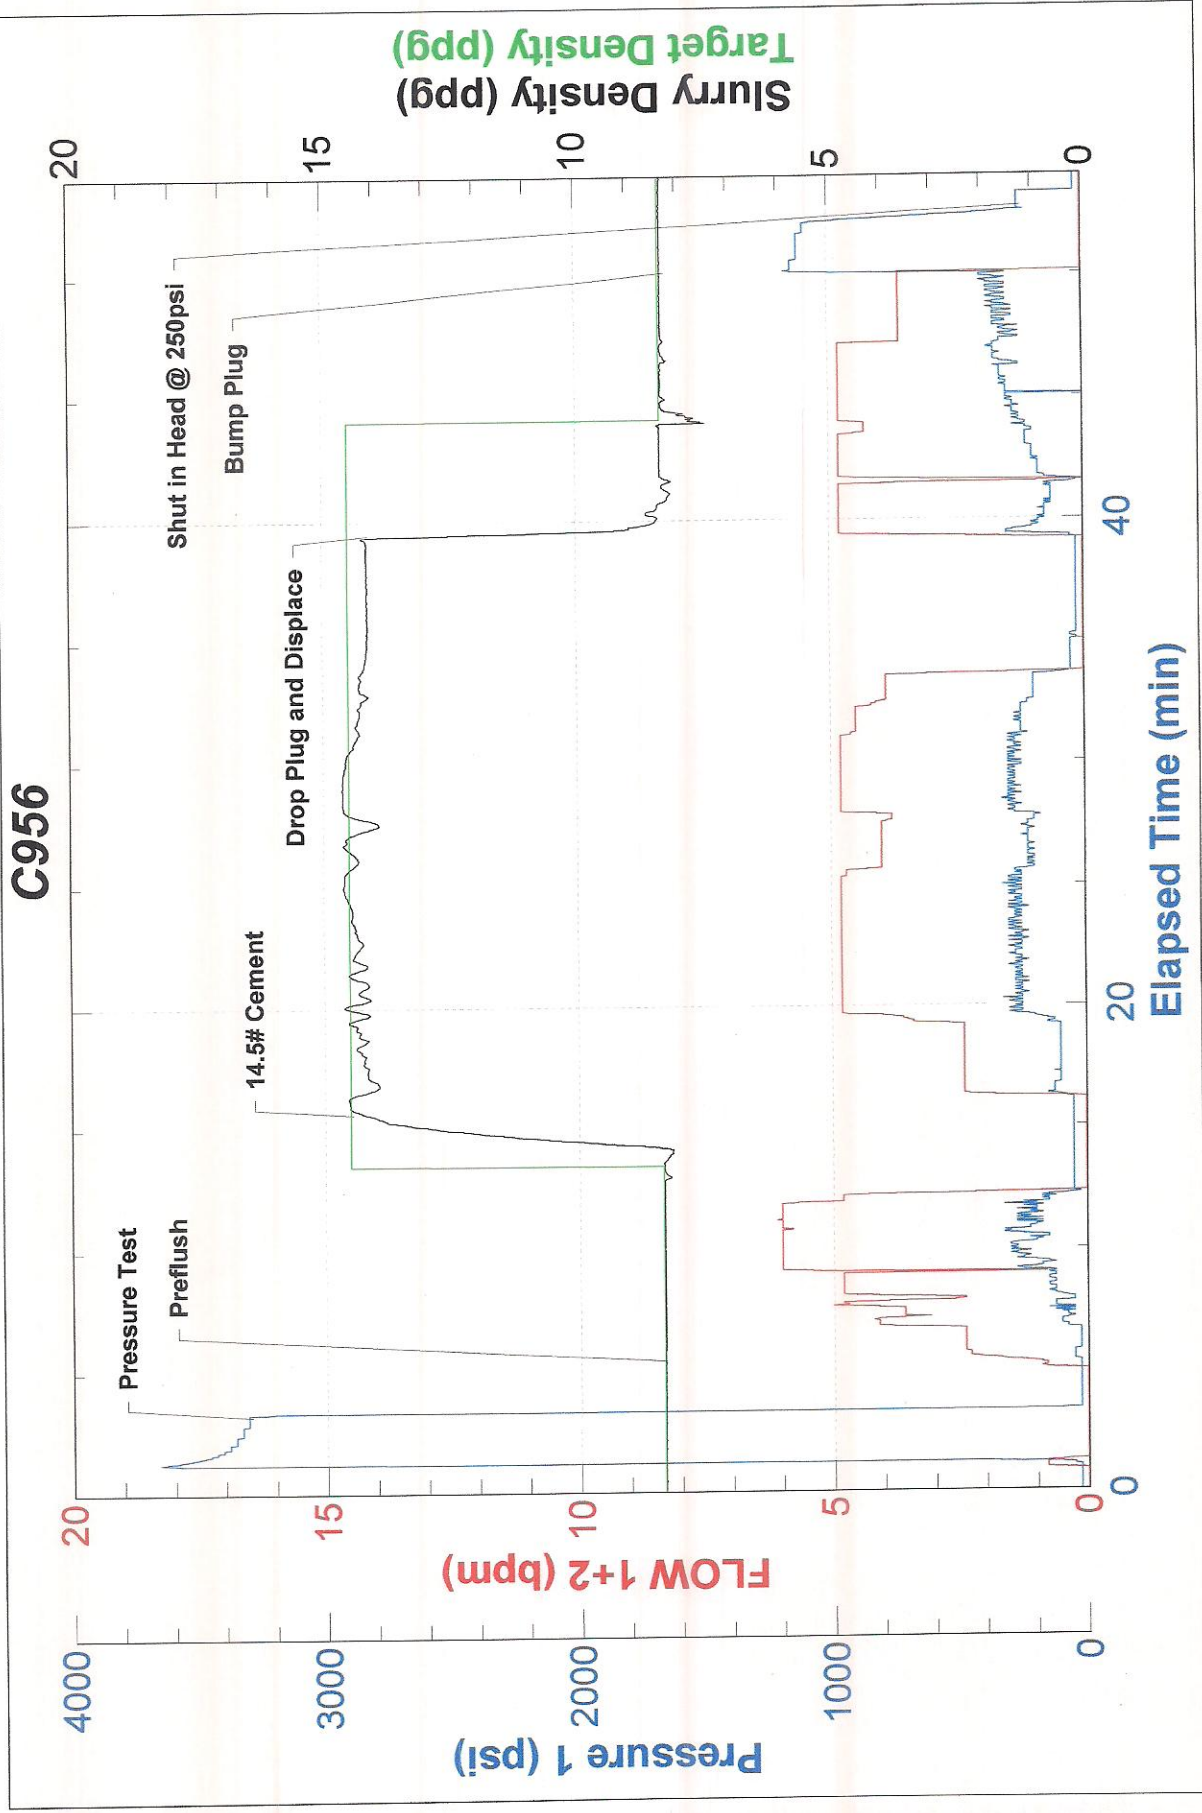 C956
Pressure 1 (psi)
4000
3000
2000
1000
0
FLOW 1+2 (bpm)
20
15
10
5
0
Pressure Test
Preflush
14.5# Cement
Drop Plug and Displace
Bump Plug
Shut in Head @ 250psi
20
15
10
5
0
Slurry Density (ppg)
Target Density (ppg)
0
20
40
Elapsed Time (min)